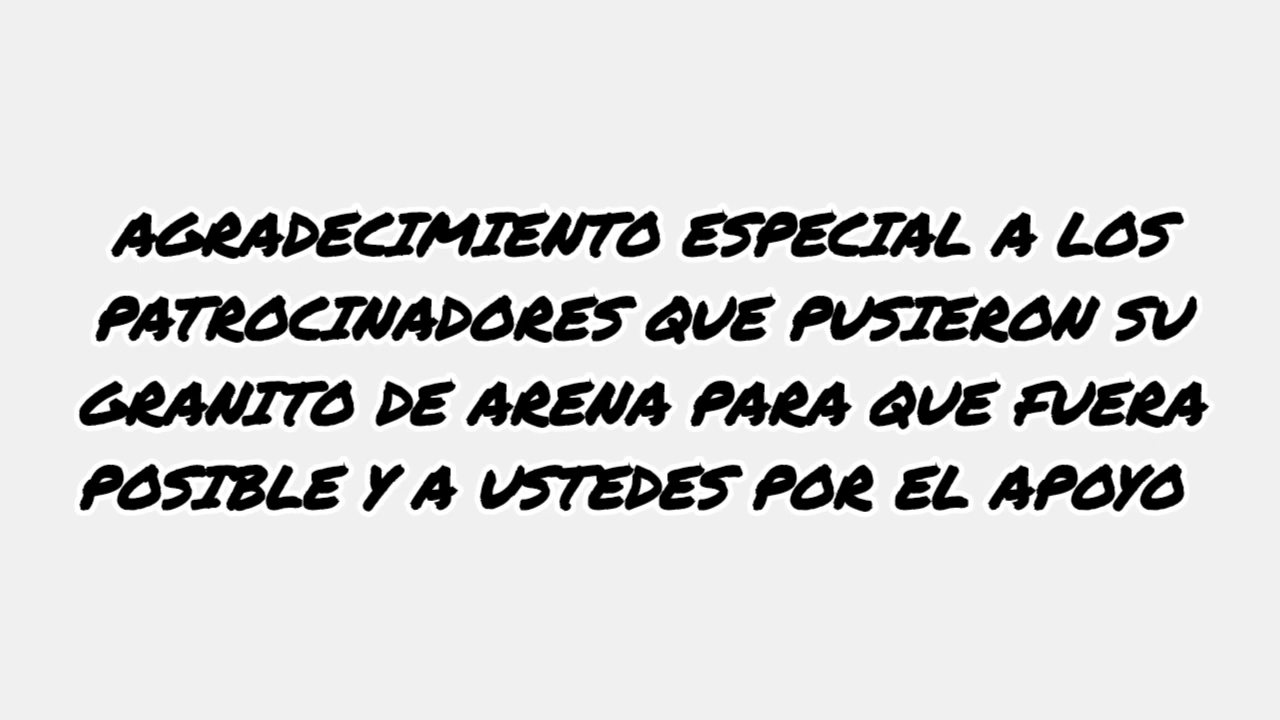 AGRADECIMIENTO ESPECIAL A LOS
PATROCINADORES QUE PUSIERON SU
GRANITO DE ARENA PARA QUE FUERA
POSIBLE Y A USTEDES POR EL APOYO